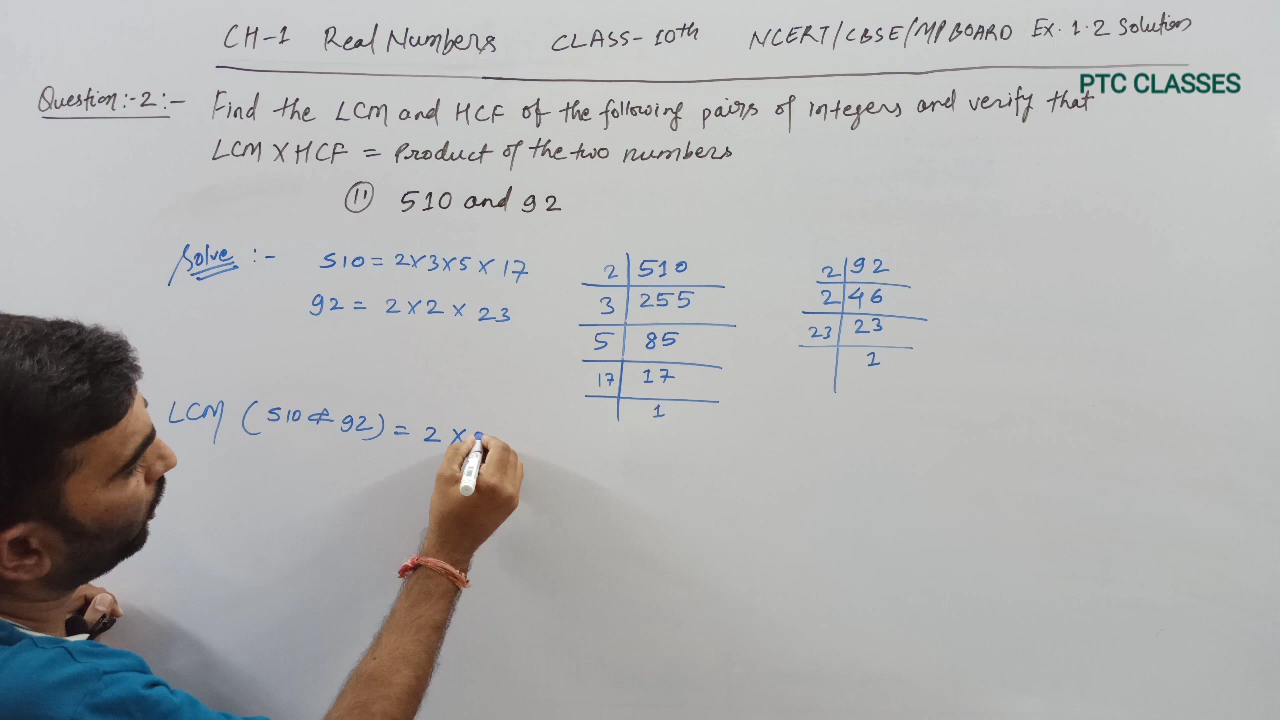 CH-1 Real Numbers CLASS-10th NCERT/CBSE/MPBOARD Ex. 1.2 Solutions
PTC CLASSES
Question:-2:- Find the LCM and HCF of the following pairs of integers and verify that
LCM X HCF = Product of the two numbers
(ii) 510 and 92
Solve :- 510 = 2×3×5×17
92 = 2×2×23
2 510
3 255
5 85
17 17
1
2 92
2 46
23 23
1
LCM (510 & 92) = 2 ×